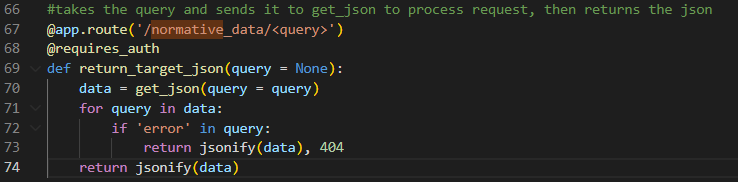 66 #takes the query and sends it to get_json to process request, then returns the json
67 @app.route('/normative_data/<query>')
68 @requires_auth
69 def return_target_json(query = None):
70     data = get_json(query = query)
71     for query in data:
72         if 'error' in query:
73             return jsonify(data), 404
74     return jsonify(data)